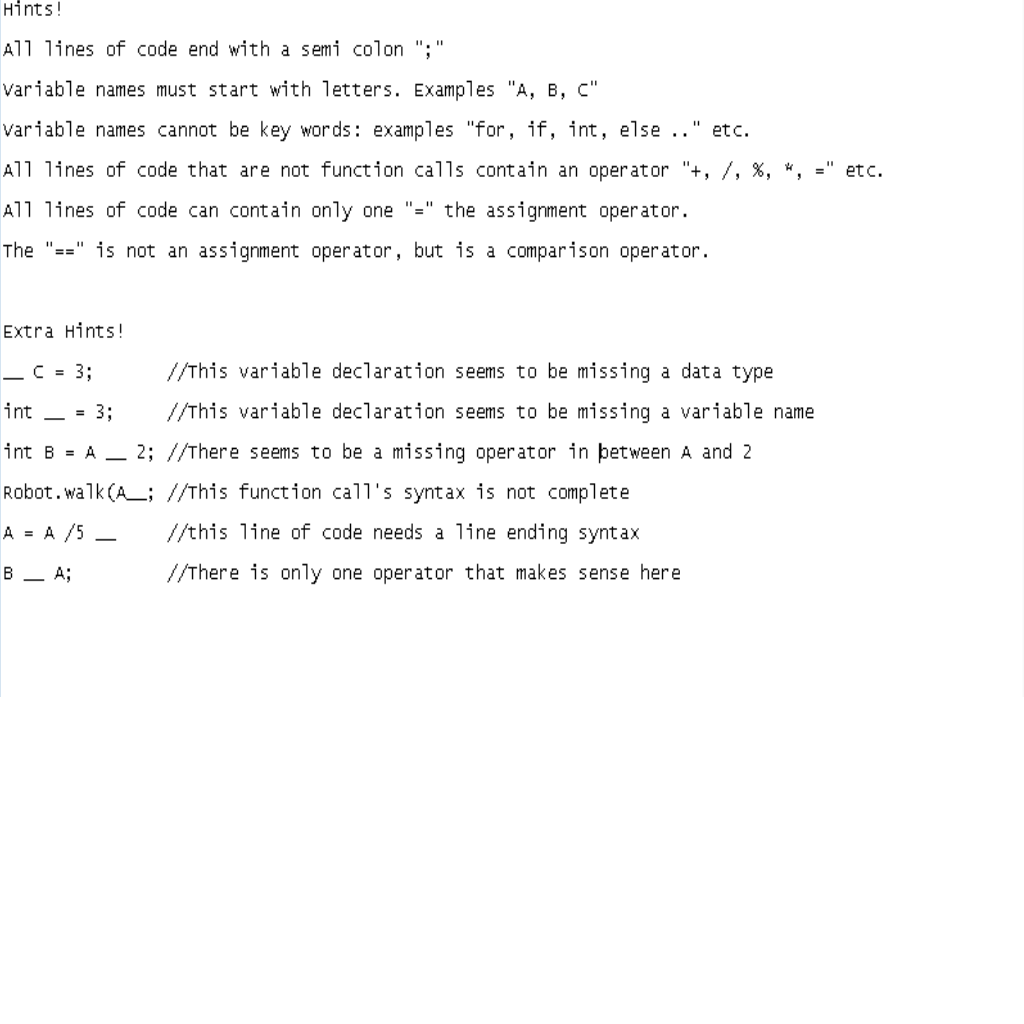 Hints!
All lines of code end with a semi colon ";"
Variable names must start with letters. Examples "A, B, C"
Variable names cannot be key words: examples "for, if, int, else .." etc.
All lines of code that are not function calls contain an operator "+, /, %, *, =" etc.
All lines of code can contain only one "=" the assignment operator.
The "==" is not an assignment operator, but is a comparison operator.
Extra Hints!
__ C = 3; //This variable declaration seems to be missing a data type
int __ = 3; //This variable declaration seems to be missing a variable name
int B = A __ 2; //There seems to be a missing operator in between A and 2
Robot.walk(A__; //This function call's syntax is not complete
A = A /5 __ //this line of code needs a line ending syntax
B __ A; //There is only one operator that makes sense here